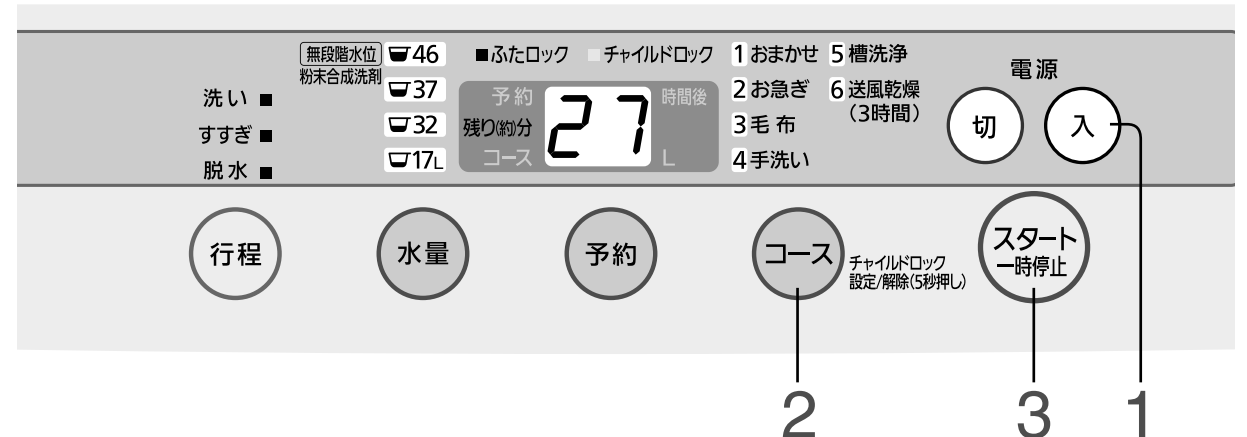 無段階水位
粉末合成洗剤
46
37
32
17L
洗い
すすぎ
脱水
ふたロック
チャイルドロック
予約
時間後
残り(約)分
27
コース
L
1 おまかせ
2 お急ぎ
3 毛布
4 手洗い
5 槽洗浄
6 送風乾燥
(3時間)
電源
切
入
行程
水量
予約
コース
チャイルドロック
設定/解除(5秒押し)
スタート
一時停止
2
3
1